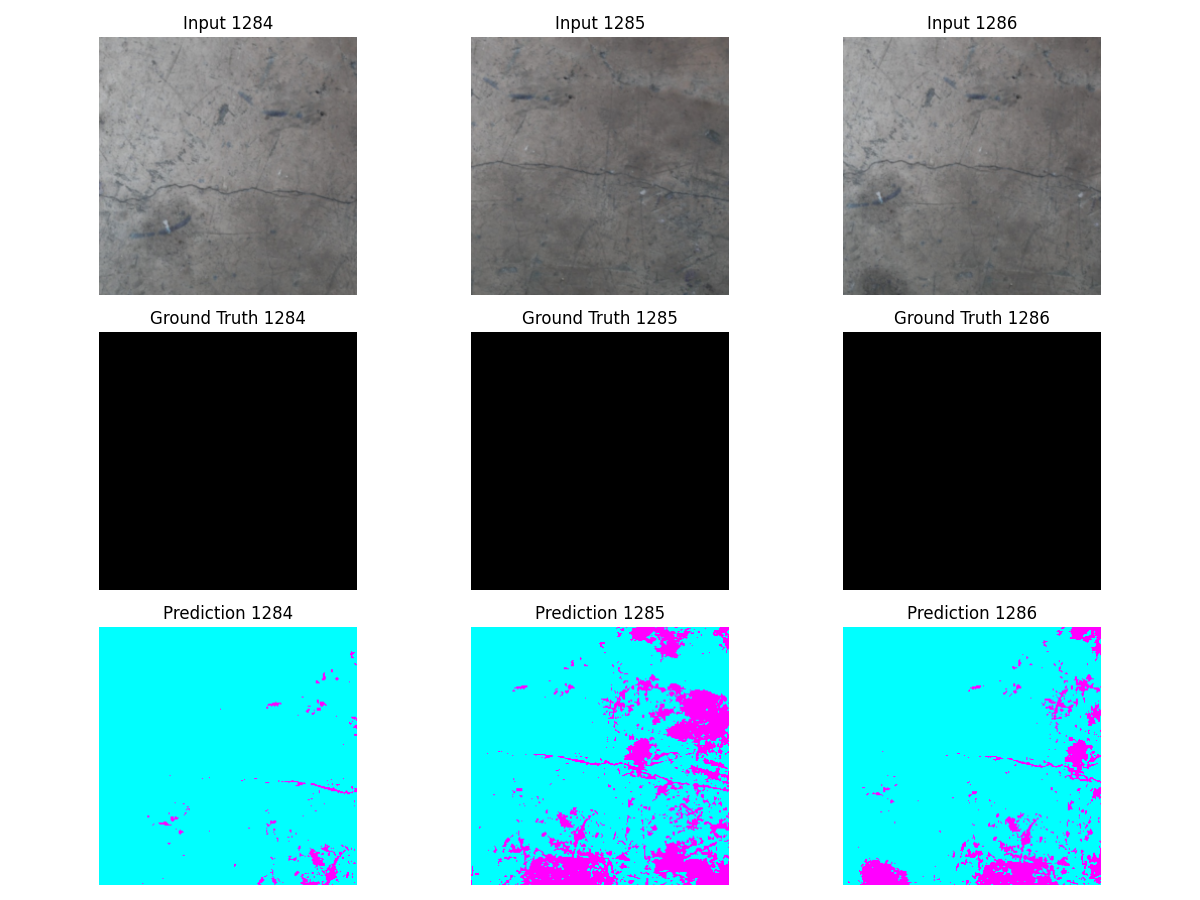 Input 1284
Input 1285
Input 1286
Ground Truth 1284
Ground Truth 1285
Ground Truth 1286
Prediction 1284
Prediction 1285
Prediction 1286